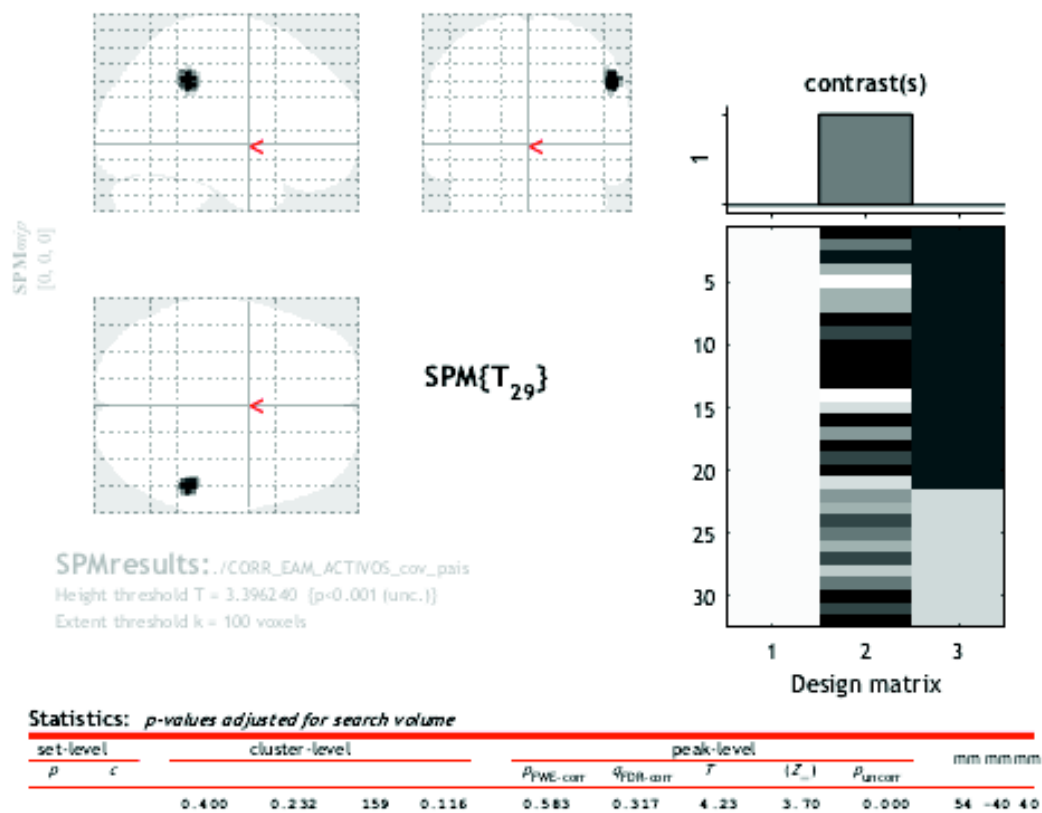 contrast(s)
1
SPMmip
[0, 0, 0]
<
<
<
SPM{T29}
5
10
15
20
25
30
1 2 3
Design matrix
SPMresults: ./CORR_EAM_ACTIVOS_cov_pais
Height threshold T = 3.396240 {p<0.001 (unc.)}
Extent threshold k = 100 voxels
Statistics: p-values adjusted for search volume
set-level cluster-level peak-level mm mm mm
p c pFWE-corr qFDR-corr T (Z_) puncorr
0.400 0.232 159 0.116 0.583 0.317 4.23 3.70 0.000 54 -40 40